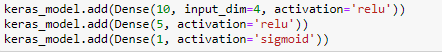 keras_model.add(Dense(10, input_dim=4, activation='relu'))
keras_model.add(Dense(5, activation='relu'))
keras_model.add(Dense(1, activation='sigmoid'))